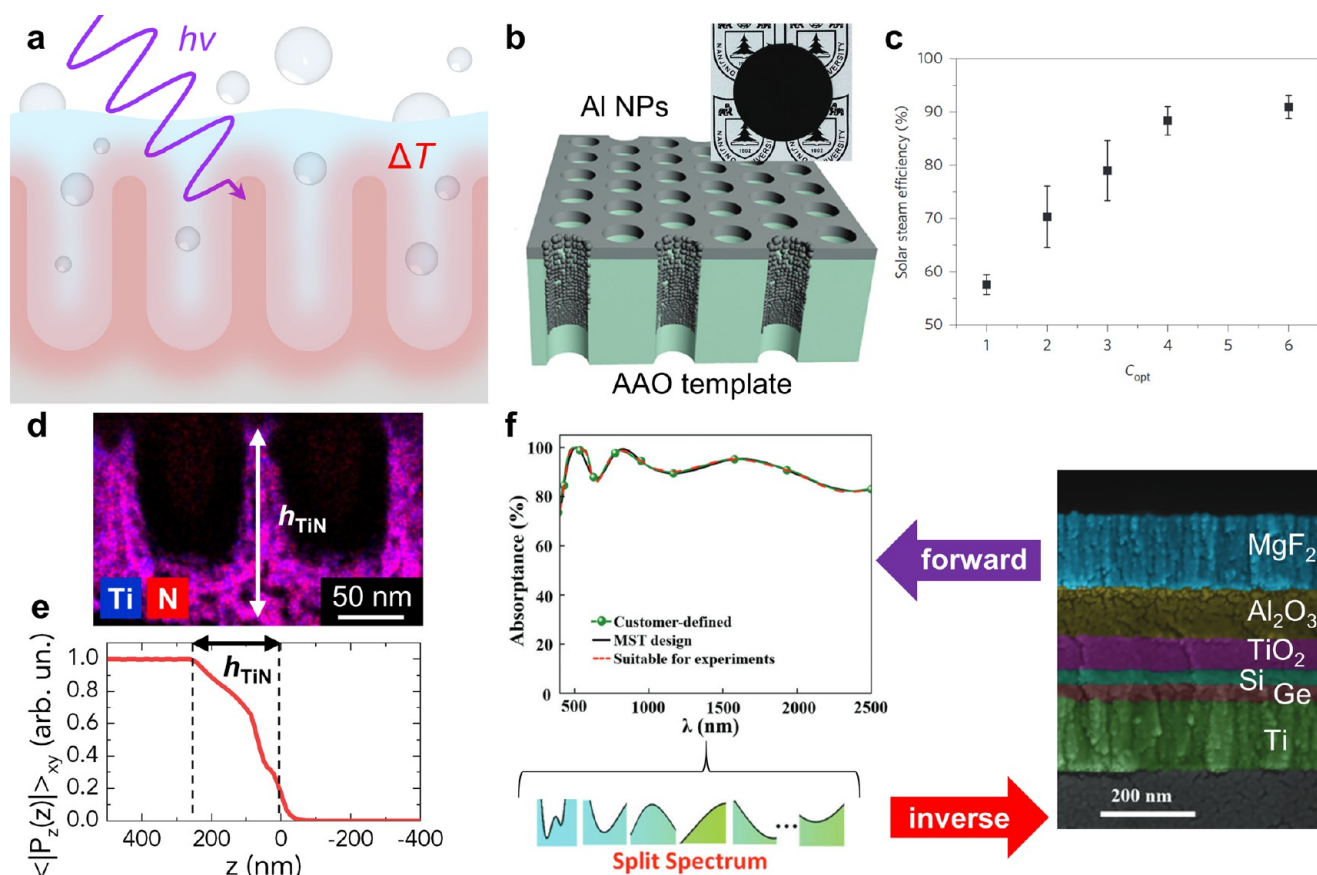 a
hν
ΔT
b
Al NPs
NANJING
UNIVERSITY
1902
AAO template
c
Solar steam efficiency (%)
100
90
80
70
60
50
1
2
3
4
5
6
C_opt
d
h_TiN
Ti
N
50 nm
e
<|P_z(z)|>_xy (arb. un.)
1.0
0.8
0.6
0.4
0.2
0.0
h_TiN
400
200
0
-200
-400
z (nm)
f
Absorptance (%)
100
80
60
40
20
0
Customer-defined
MST design
Suitable for experiments
500
1000
1500
2000
2500
λ (nm)
Split Spectrum
forward
inverse
MgF₂
Al₂O₃
TiO₂
Si
Ge
Ti
200 nm